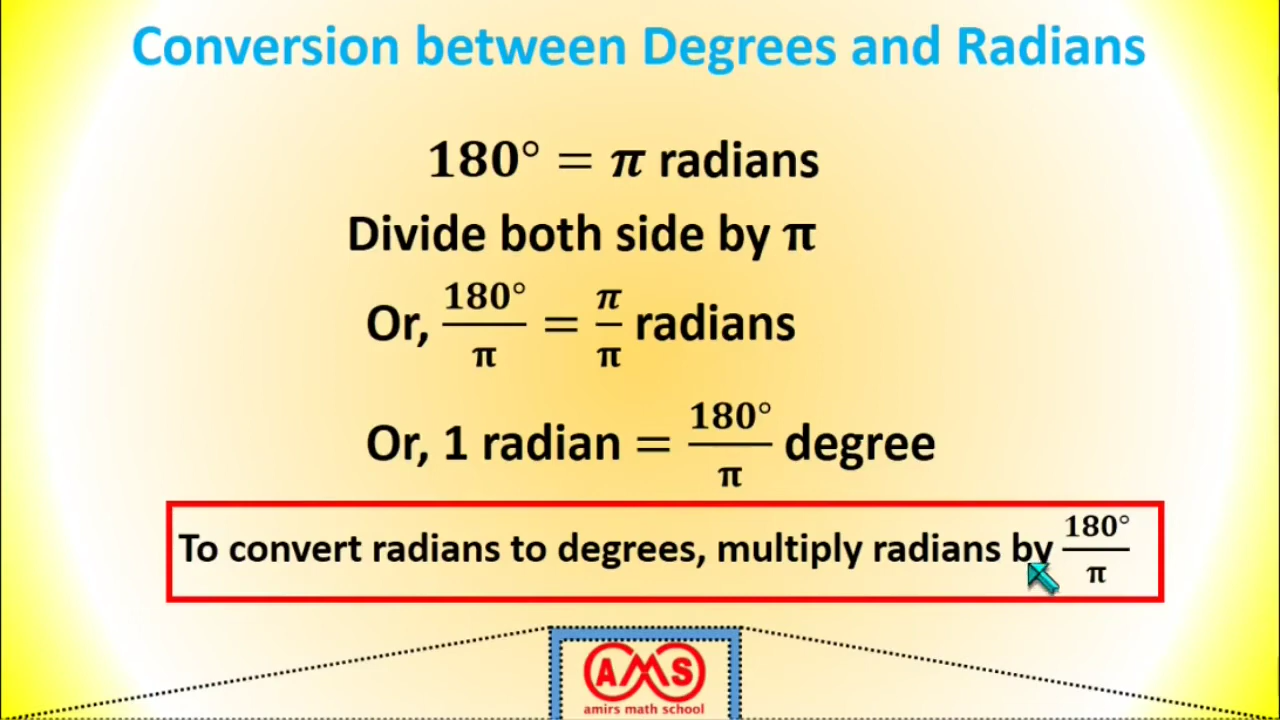 Conversion between Degrees and Radians
180° = π radians
Divide both side by π
Or, 180°/π = π/π radians
Or, 1 radian = 180°/π degree
To convert radians to degrees, multiply radians by 180°/π
AMS
amirs math school